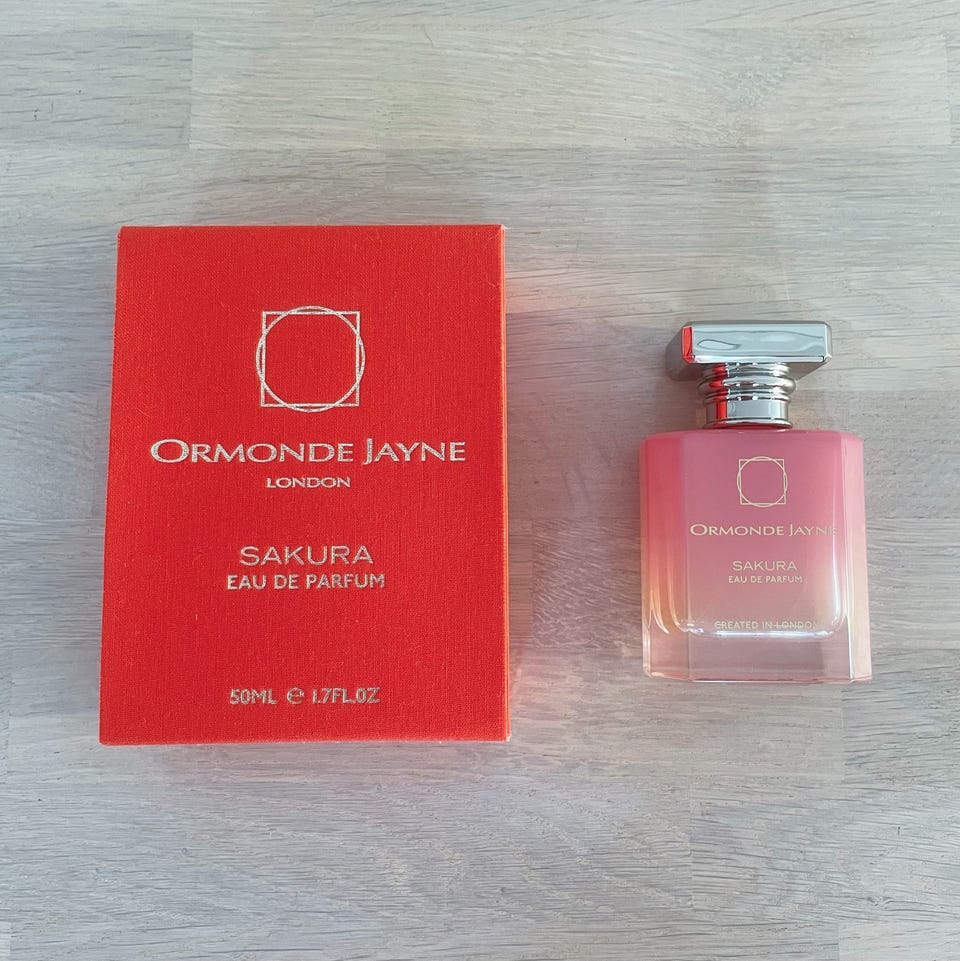 ORMONDE JAYNE
LONDON
SAKURA
EAU DE PARFUM
50ML e 1.7FL.OZ
ORMONDE JAYNE
SAKURA
EAU DE PARFUM
CREATED IN LONDON